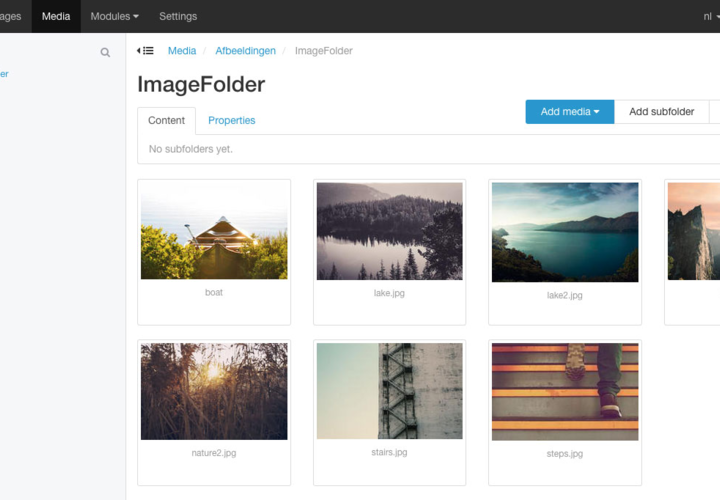 ages Media Modules Settings nl
er
Media / Afbeeldingen / ImageFolder
ImageFolder
Content Properties
Add media Add subfolder
No subfolders yet.
boat
lake.jpg
lake2.jpg
nature2.jpg
stairs.jpg
steps.jpg